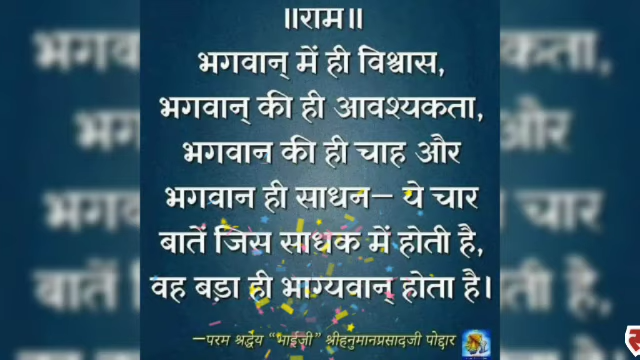 ॥राम॥
भगवान् में ही विश्वास,
भगवान् की ही आवश्यकता,
भगवान की ही चाह और
भगवान ही साधन– ये चार
बातें जिस साधक में होती है,
वह बड़ा ही भाग्यवान् होता है।
–परम श्रद्धेय “भाईजी” श्रीहनुमानप्रसादजी पोद्दार